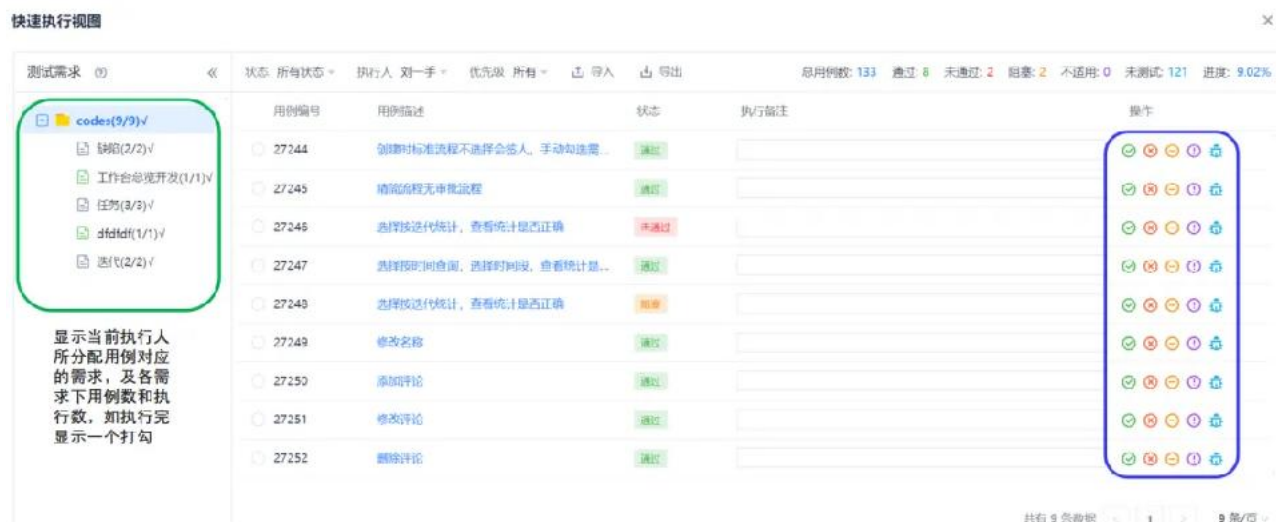 快速执行视图
测试需求
状态 所有状态 执行人 刘一手 优先级 所有 导入 导出 总用例数: 133 通过: 8 未通过: 2 阻塞: 2 不适用: 0 未测试: 121 进度: 9.02%
用例编号 用例描述 状态 执行备注 操作
codes(9/9)√
缺陷(2/2)√
工作台总览开发(1/1)√
任务(3/3)√
dfdfdf(1/1)√
迭代(2/2)√
显示当前执行人
所分配用例对应
的需求，及各需
求下用例数和执
行数，如执行完
显示一个打勾
27244 创建时标准流程不选择会签人，手动勾选需... 通过
27245 流程无审批流程 通过
27246 选择按迭代统计，查看统计是否正确 未通过
27247 选择按时间查询，选择时间段，查看统计是... 通过
27248 选择按迭代统计，查看统计是否正确 阻塞
27249 修改名称 通过
27250 添加评论 通过
27251 修改评论 通过
27252 删除评论 通过
共有 9 条数据 1 9 条/页